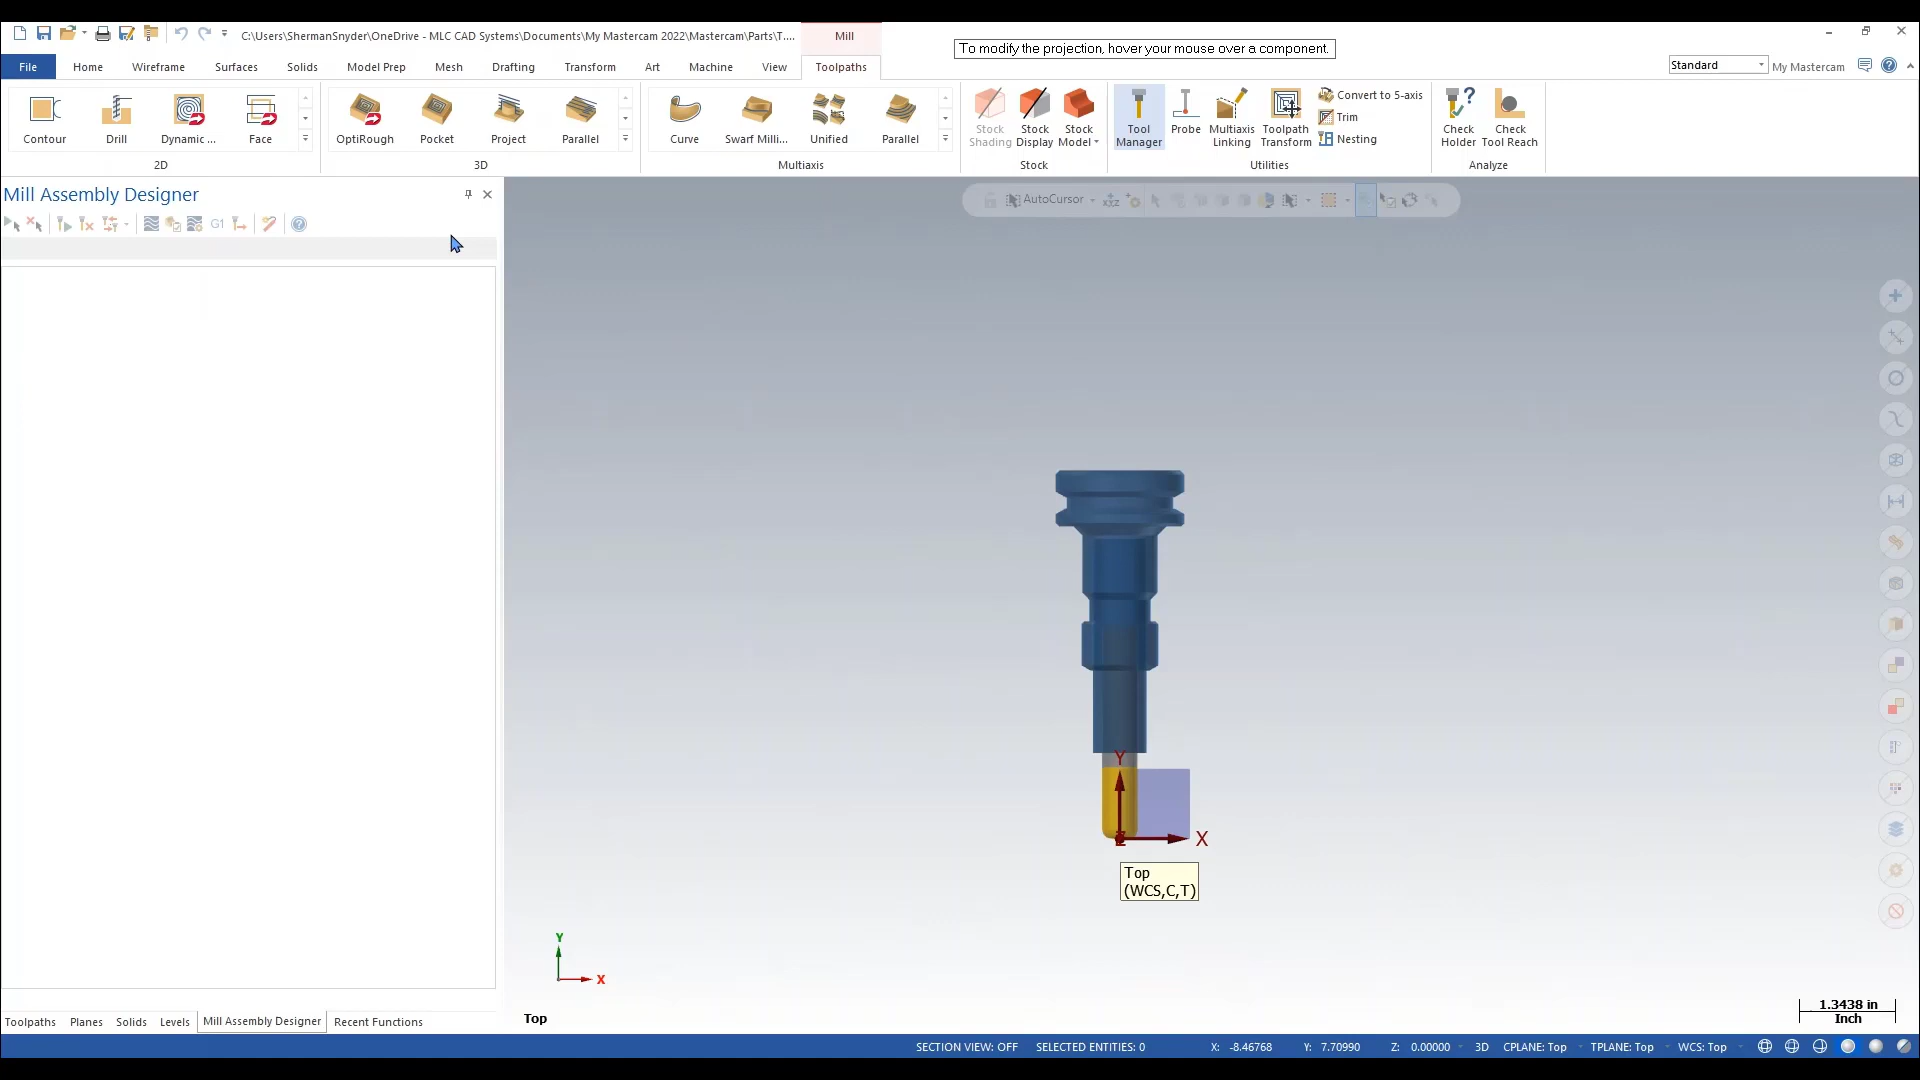 C:\Users\ShermanSnyder\OneDrive - MLC CAD Systems\Documents\My Mastercam 2022\Mastercam\Parts\T....
Mill
To modify the projection, hover your mouse over a component.
File Home Wireframe Surfaces Solids Model Prep Mesh Drafting Transform Art Machine View Toolpaths
Standard My Mastercam
Contour Drill Dynamic ... Face
2D
OptiRough Pocket Project Parallel
3D
Curve Swarf Milli... Unified Parallel
Multiaxis
Stock Shading
Stock Display
Stock Model
Stock
Tool Manager
Probe
Multiaxis Linking
Toolpath Transform
Convert to 5-axis
Trim
Nesting
Utilities
Check Holder
Check Tool Reach
Analyze
Mill Assembly Designer
G1
AutoCursor
XYZ
Y
X
Z
Top
(WCS,C,T)
Y
X
Top
1.3438 in
Inch
Toolpaths Planes Solids Levels Mill Assembly Designer Recent Functions
SECTION VIEW: OFF SELECTED ENTITIES: 0 X: -8.46768 Y: 7.70990 Z: 0.00000 3D CPLANE: Top TPLANE: Top WCS: Top